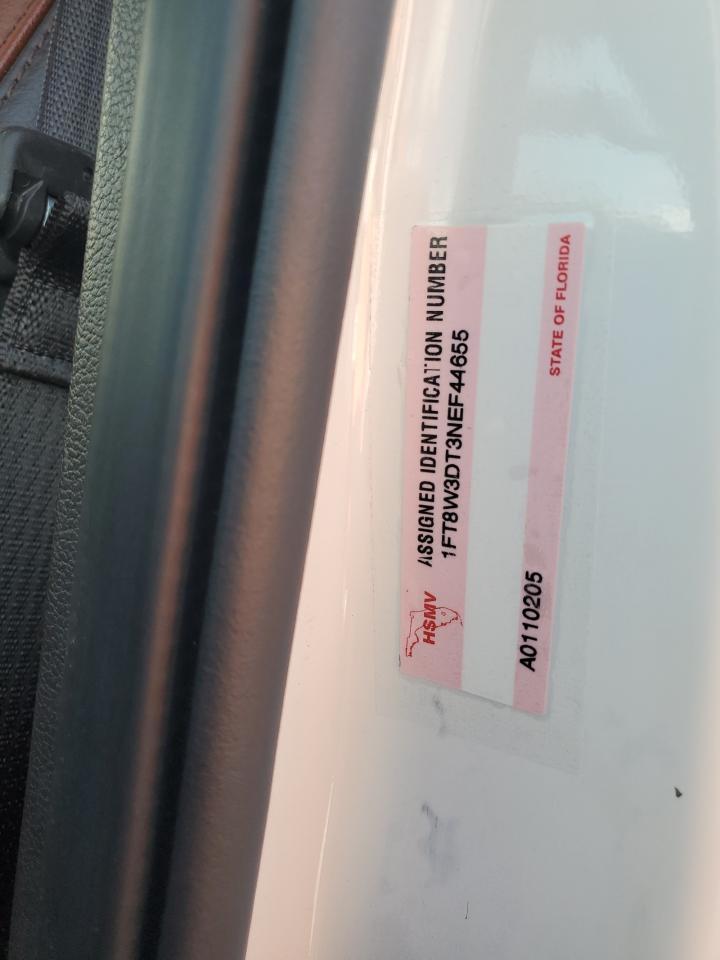 ASSIGNED IDENTIFICATION NUMBER
1FT8W3DT3NEF44655
HSMV
A0110205
STATE OF FLORIDA